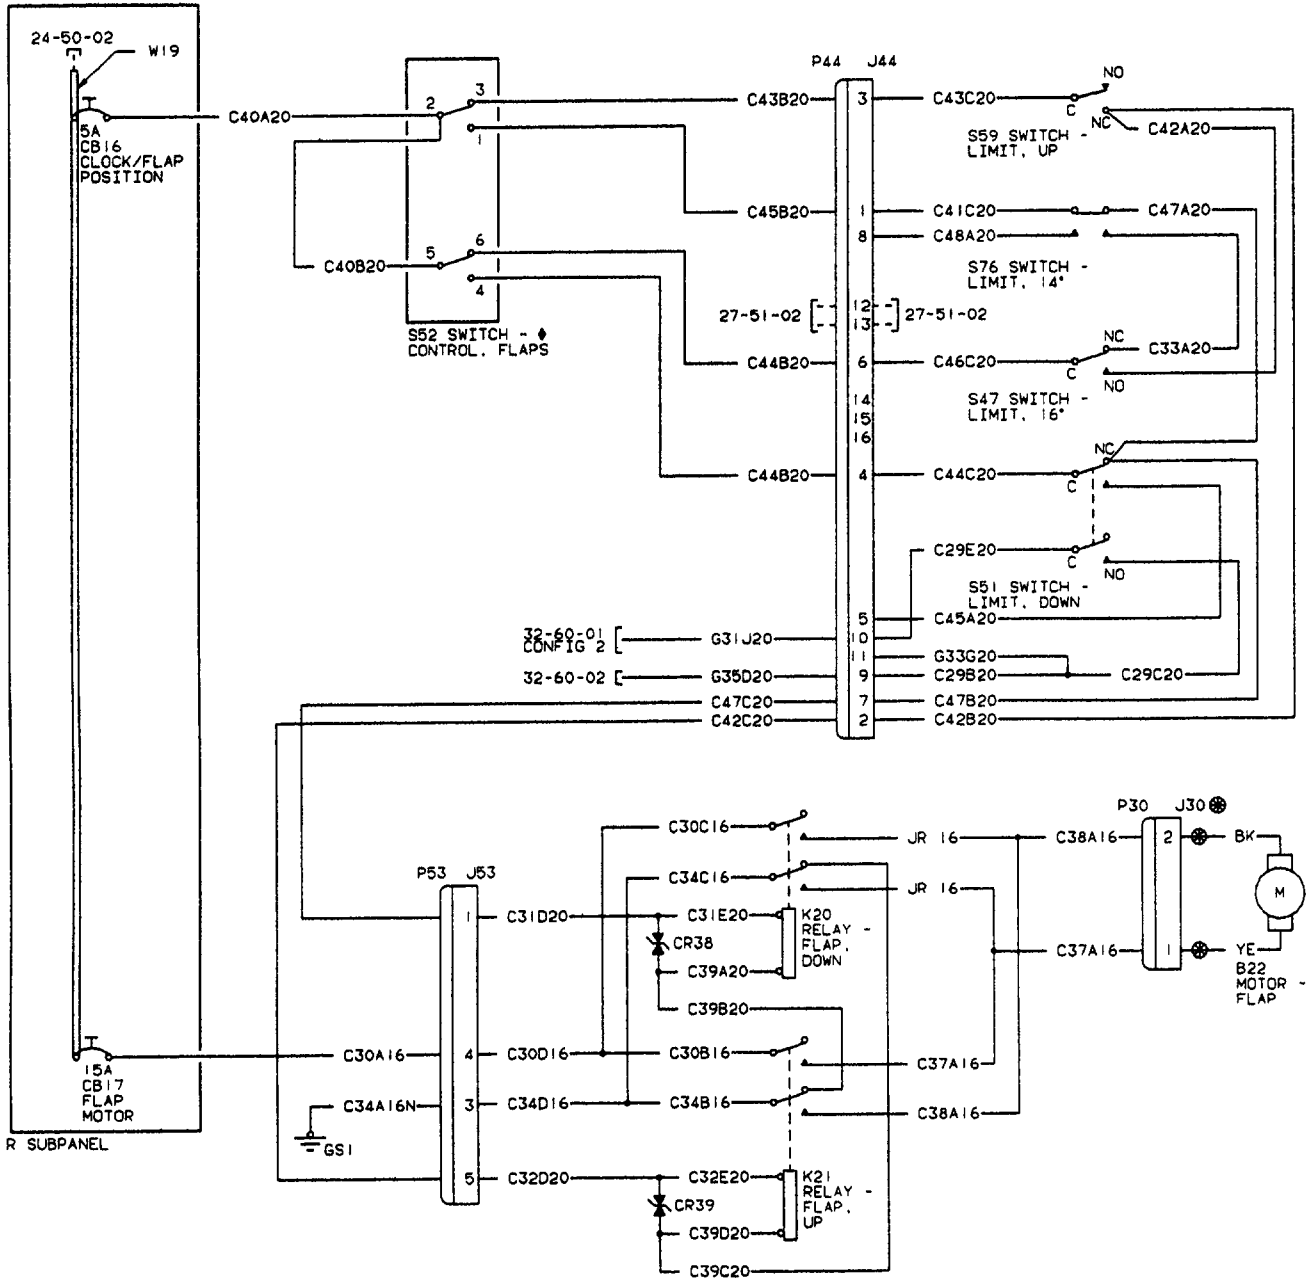 24-50-02
W19
5A
CB16
CLOCK/FLAP
POSITION
C40A20
2
3
1
5
6
4
C40B20
S52 SWITCH - ♦
CONTROL, FLAPS
P44 J44
C43B20 3 C43C20
NO
C
NC
C42A20
S59 SWITCH -
LIMIT, UP
C45B20 1 C41C20 C47A20
8 C48A20
S76 SWITCH -
LIMIT, 14°
27-51-02 12 27-51-02
13
C44B20 6 C46C20
NC
C33A20
C
NO
S47 SWITCH -
LIMIT, 16°
14
15
16
C44B20 4 C44C20
NC
C
C29E20
C
NO
S51 SWITCH -
LIMIT, DOWN
5 C45A20
32-60-01
CONFIG 2
G31J20 10
11 G33G20
32-60-02 G35D20 9 C29B20 C29C20
C47C20 7 C47B20
C42C20 2 C42B20
P30 J30
C30C16
JR 16 C38A16 2 BK
P53 J53
C34C16
JR 16
M
1 C31D20 C31E20
K20
RELAY -
FLAP,
DOWN
CR38
C39A20
C37A16 1 YE
B22
MOTOR -
FLAP
C39B20
C30A16 4 C30D16 C30B16
C37A16
15A
CB17
FLAP
MOTOR
C34A16N 3 C34D16 C34B16
C38A16
R SUBPANEL
GS1
5 C32D20 C32E20
K21
RELAY -
FLAP,
UP
CR39
C39D20
C39C20